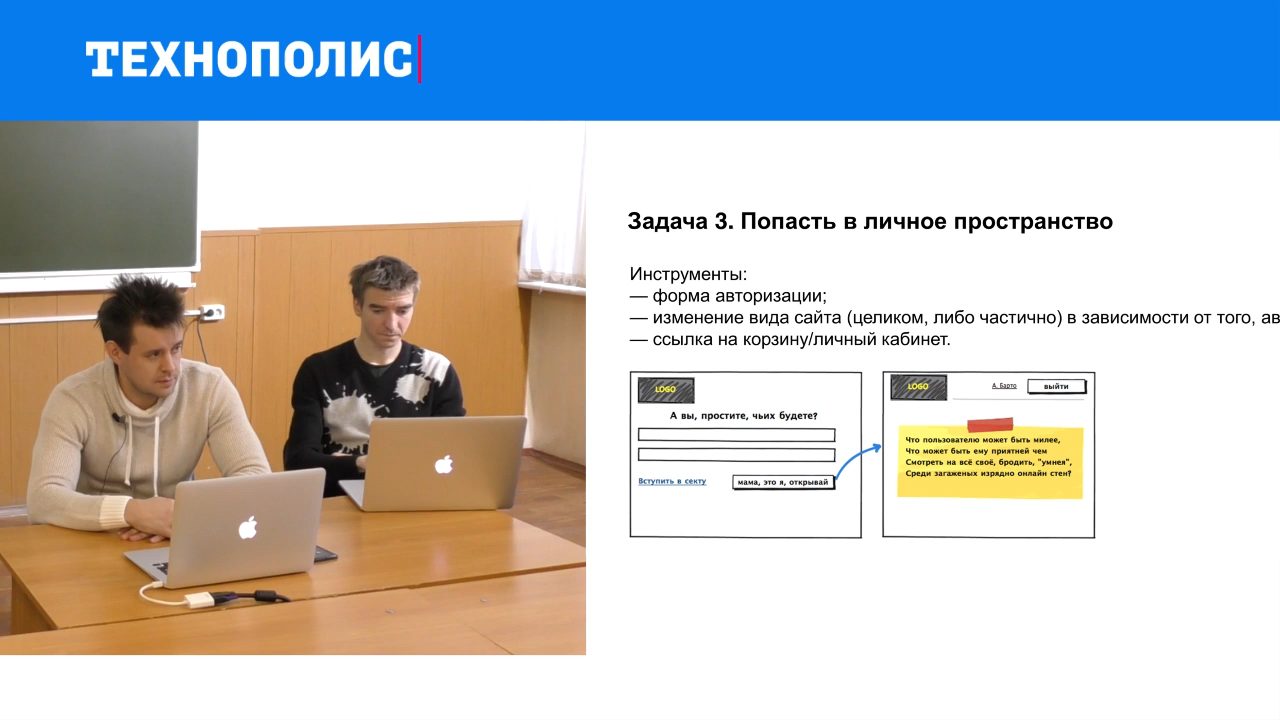 ТЕХНОПОЛИС
Задача 3. Попасть в личное пространство
Инструменты:
— форма авторизации;
— изменение вида сайта (целиком, либо частично) в зависимости от того, ав
— ссылка на корзину/личный кабинет.
LOGO
А вы, простите, чьих будете?
Вступить в секту
мама, это я, открывай
LOGO
А. Барто
выйти
Что пользователю может быть милее,
Что может быть ему приятней чем
Смотреть на всё своё, бродить, "умнея",
Среди загаженых изрядно онлайн стен?